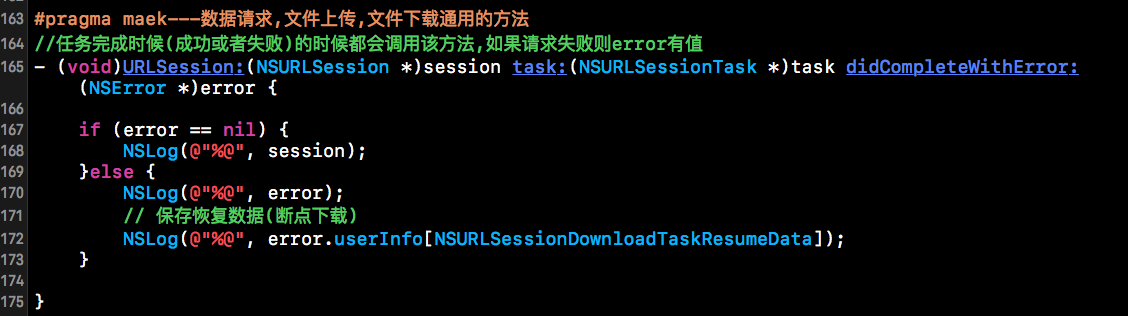 163 #pragma maek---数据请求,文件上传,文件下载通用的方法
164 //任务完成时候(成功或者失败)的时候都会调用该方法,如果请求失败则error有值
165 - (void)URLSession:(NSURLSession *)session task:(NSURLSessionTask *)task didCompleteWithError:
(NSError *)error {
166
167 if (error == nil) {
168 NSLog(@"%@", session);
169 }else {
170 NSLog(@"%@", error);
171 // 保存恢复数据(断点下载)
172 NSLog(@"%@", error.userInfo[NSURLSessionDownloadTaskResumeData]);
173 }
174
175 }